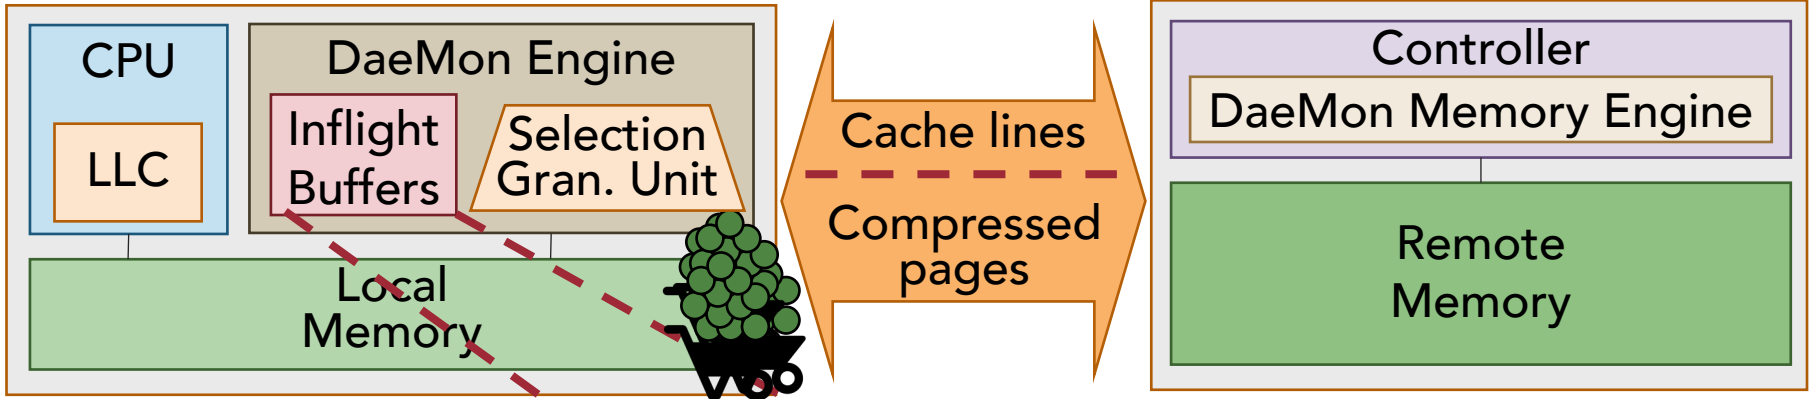 CPU
LLC
DaeMon Engine
Inflight
Buffers
Selection
Gran. Unit
Local
Memory
Cache lines
Compressed
pages
Controller
DaeMon Memory Engine
Remote
Memory